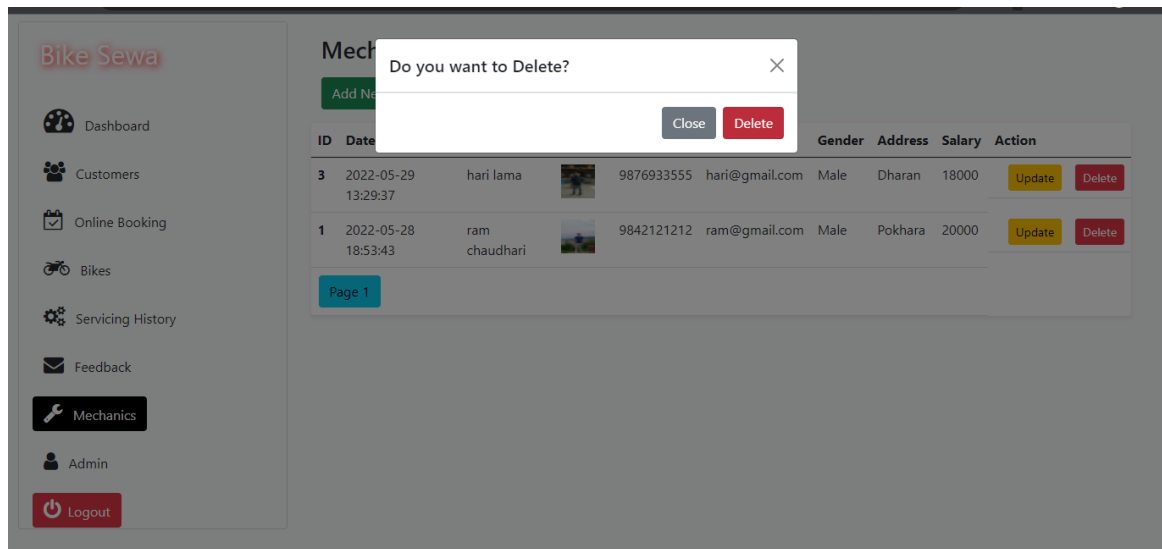 Bike Sewa
Dashboard
Customers
Online Booking
Bikes
Servicing History
Feedback
Mechanics
Admin
Logout
Mech
Add Ne
Do you want to Delete?
Close Delete
ID Date Gender Address Salary Action
3 2022-05-29 hari lama 9876933555 hari@gmail.com Male Dharan 18000 Update Delete
13:29:37
1 2022-05-28 ram 9842121212 ram@gmail.com Male Pokhara 20000 Update Delete
18:53:43 chaudhari
Page 1